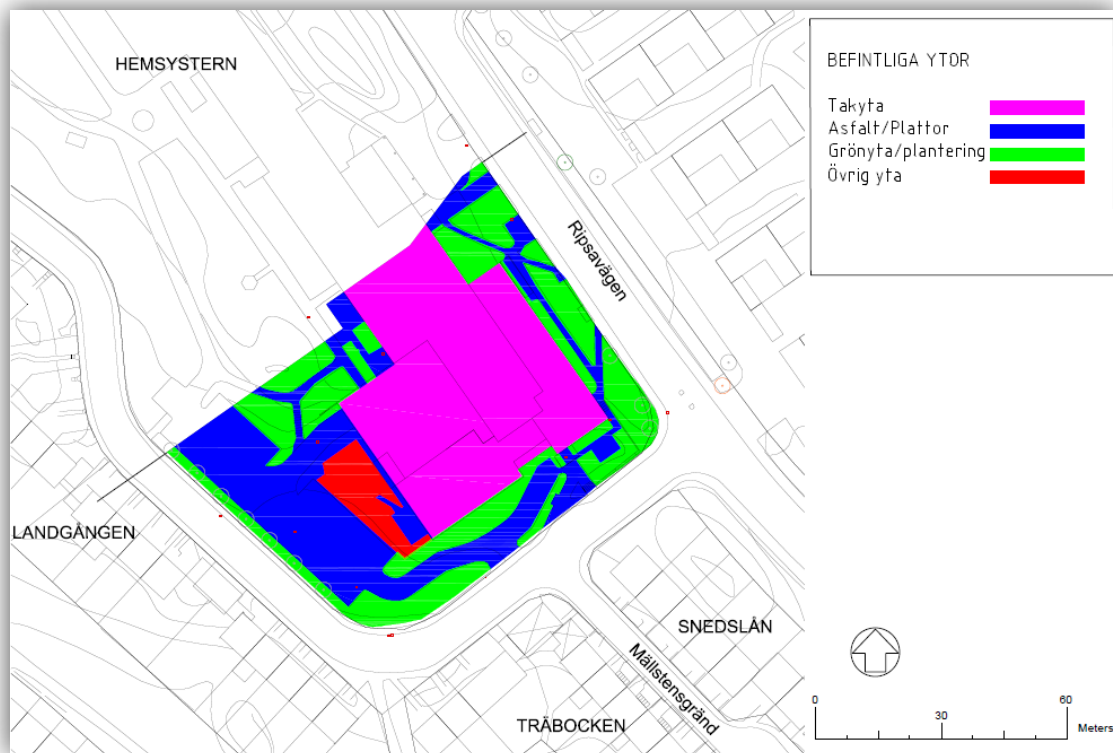 HEMSYSTERN
BEFINTLIGA YTOR
Takyta
Asfalt/Plattor
Grönyta/plantering
Övrig yta
Ripsavägen
LANDGÅNGEN
SNEDSLÅN
Mällstensgränd
TRÄBOCKEN
0
30
60
Meters